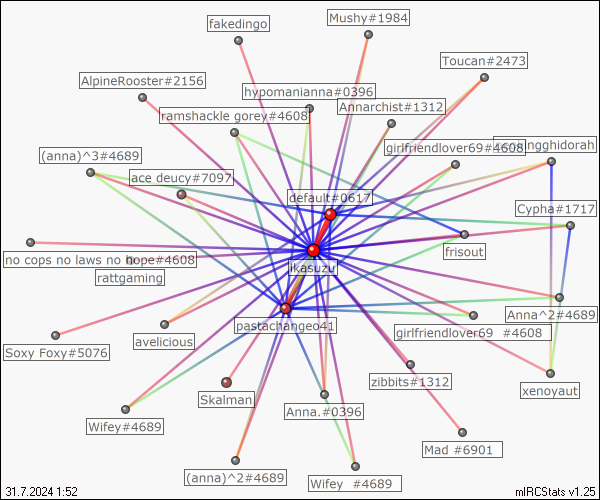 Mushy#1984
fakedingo
Toucan#2473
AlpineRooster#2156
hypomanianna#0396
Annarchist#1312
ramshackle gorey#4608
girlfriendlover69#4608
ngghidorah
(anna)^3#4689
ace deucy#7097
default#0617
Cypha#1717
frisout
no cops no laws no hope#4608
ikasuzu
rattgaming
Anna^2#4689
pastachangeo41
girlfriendlover69 #4608
avelicious
Soxy Foxy#5076
zibbits#1312
xenoyaut
Skalman
Anna.#0396
Wifey#4689
Mad #6901
(anna)^2#4689
Wifey #4689
31.7.2024 1:52
mIRCStats v1.25